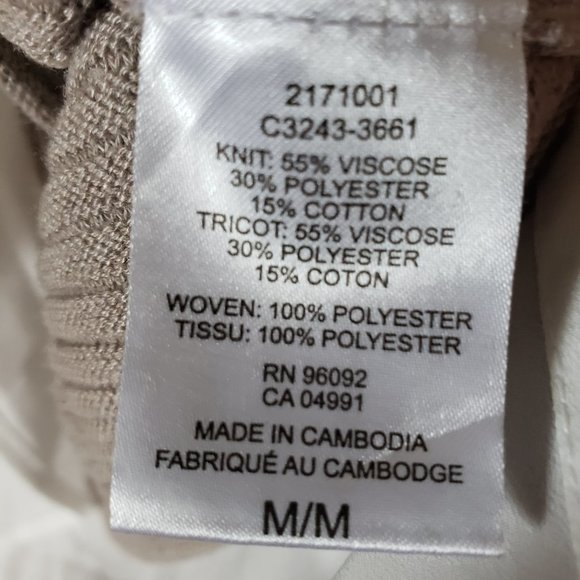 2171001
C3243-3661
KNIT: 55% VISCOSE
30% POLYESTER
15% COTTON
TRICOT: 55% VISCOSE
30% POLYESTER
15% COTON
WOVEN: 100% POLYESTER
TISSU: 100% POLYESTER
RN 96092
CA 04991
MADE IN CAMBODIA
FABRIQUÉ AU CAMBODGE
M/M